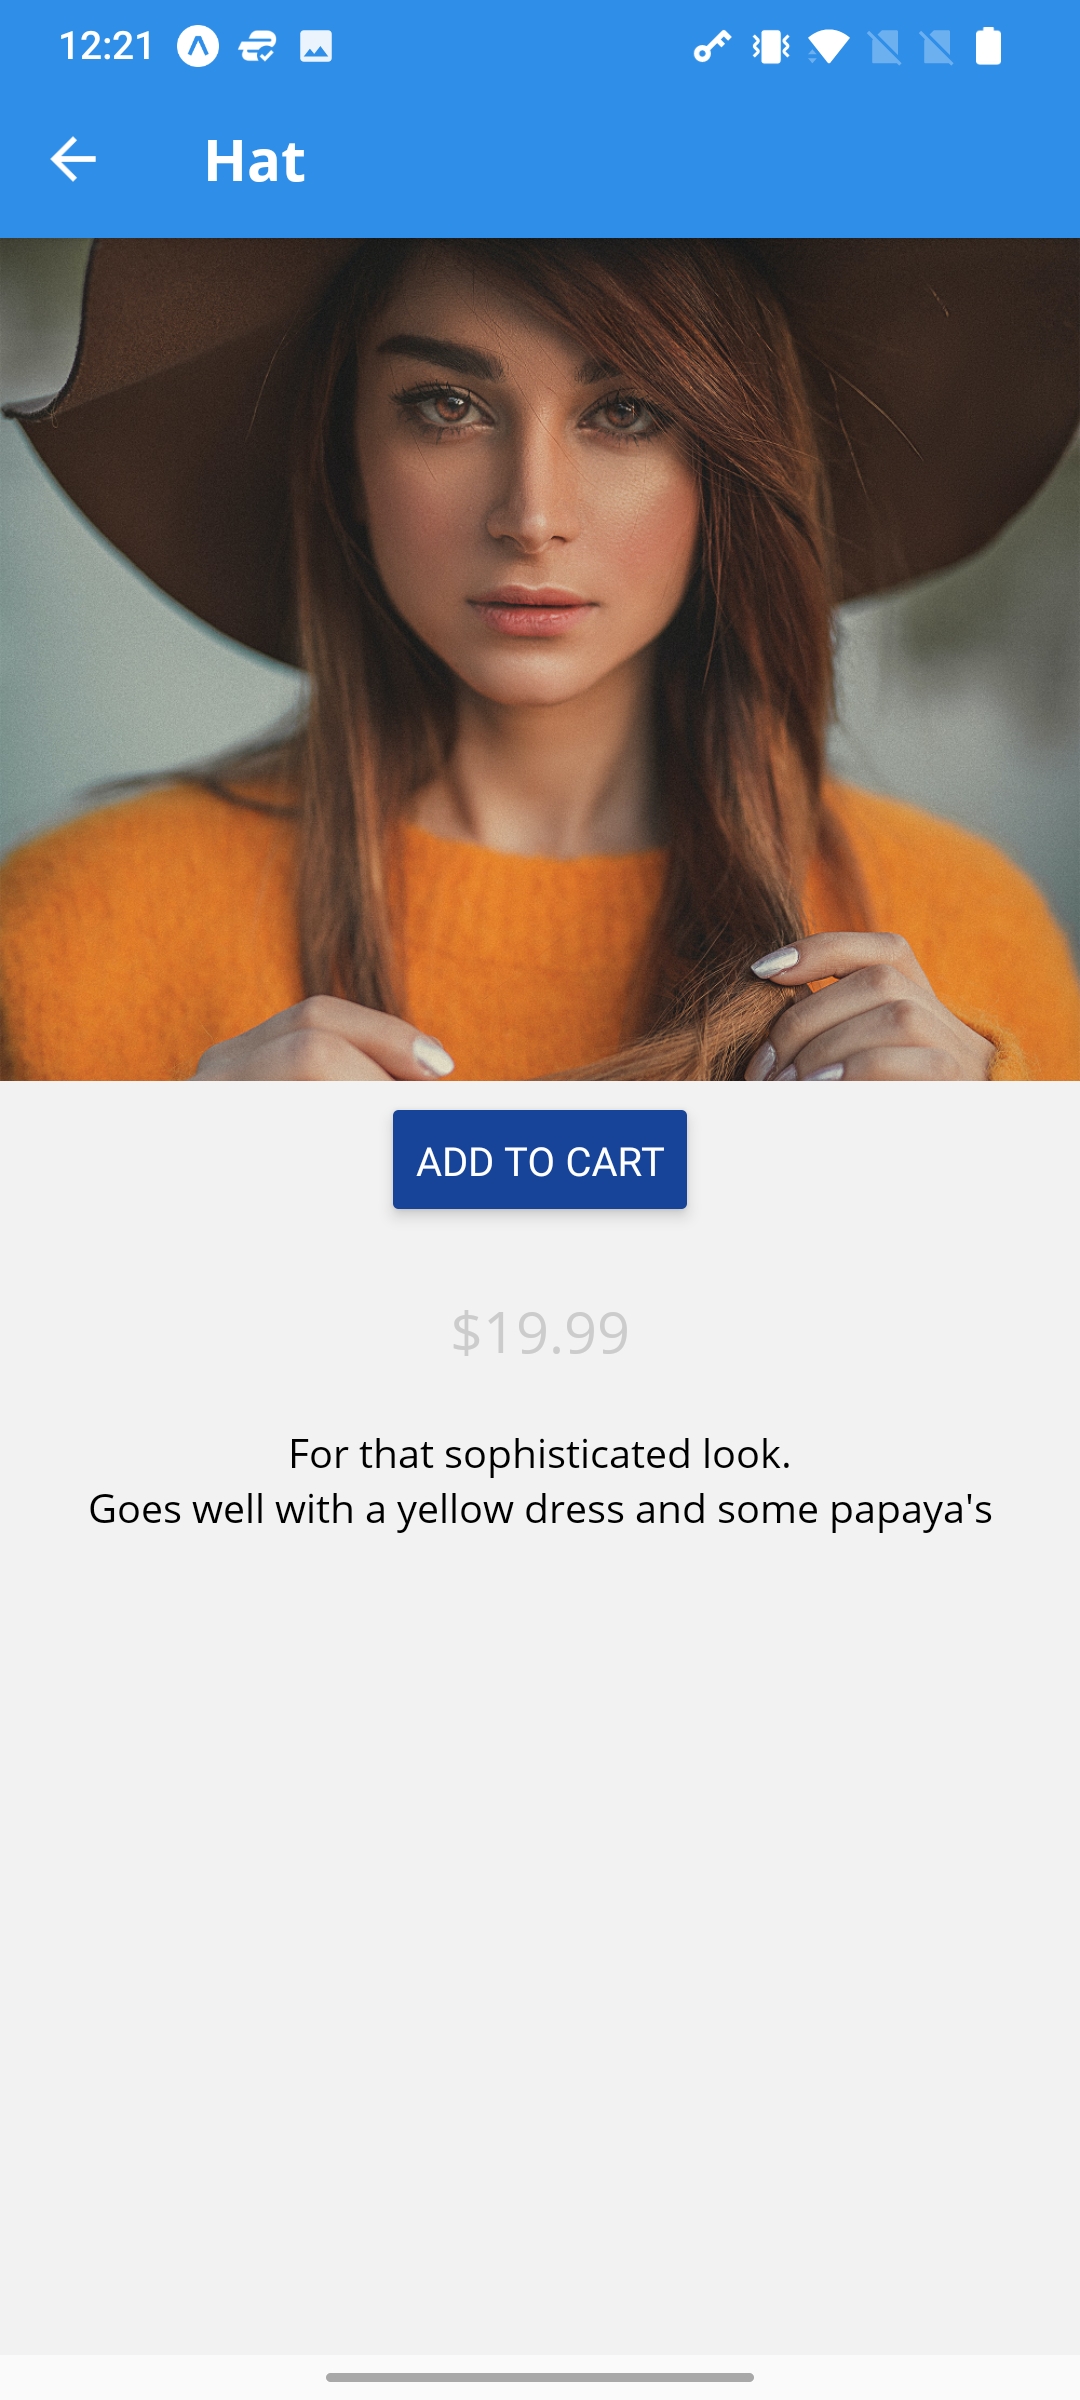 12:21
Hat
ADD TO CART
$19.99
For that sophisticated look.
Goes well with a yellow dress and some papaya's